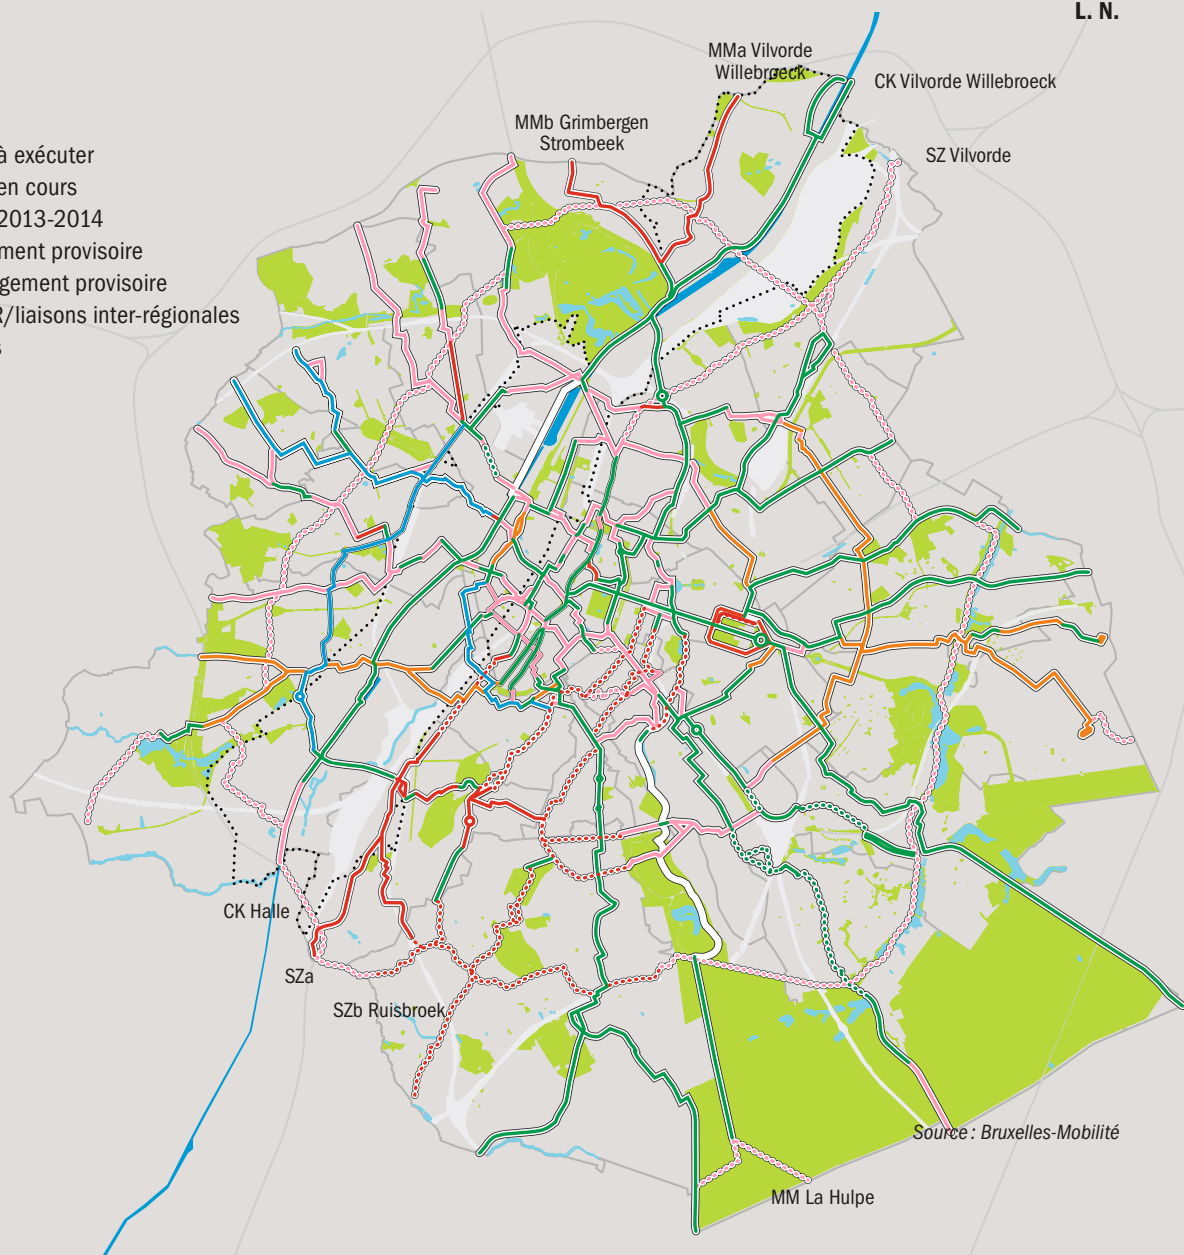 L. N.
MMa Vilvorde
Willebroeck
CK Vilvorde Willebroeck
MMb Grimbergen
Strombeek
SZ Vilvorde
à exécuter
en cours
2013-2014
ment provisoire
gement provisoire
R/liaisons inter-régionales
s
CK Halle
SZa
SZb Ruisbroek
Source : Bruxelles-Mobilité
MM La Hulpe